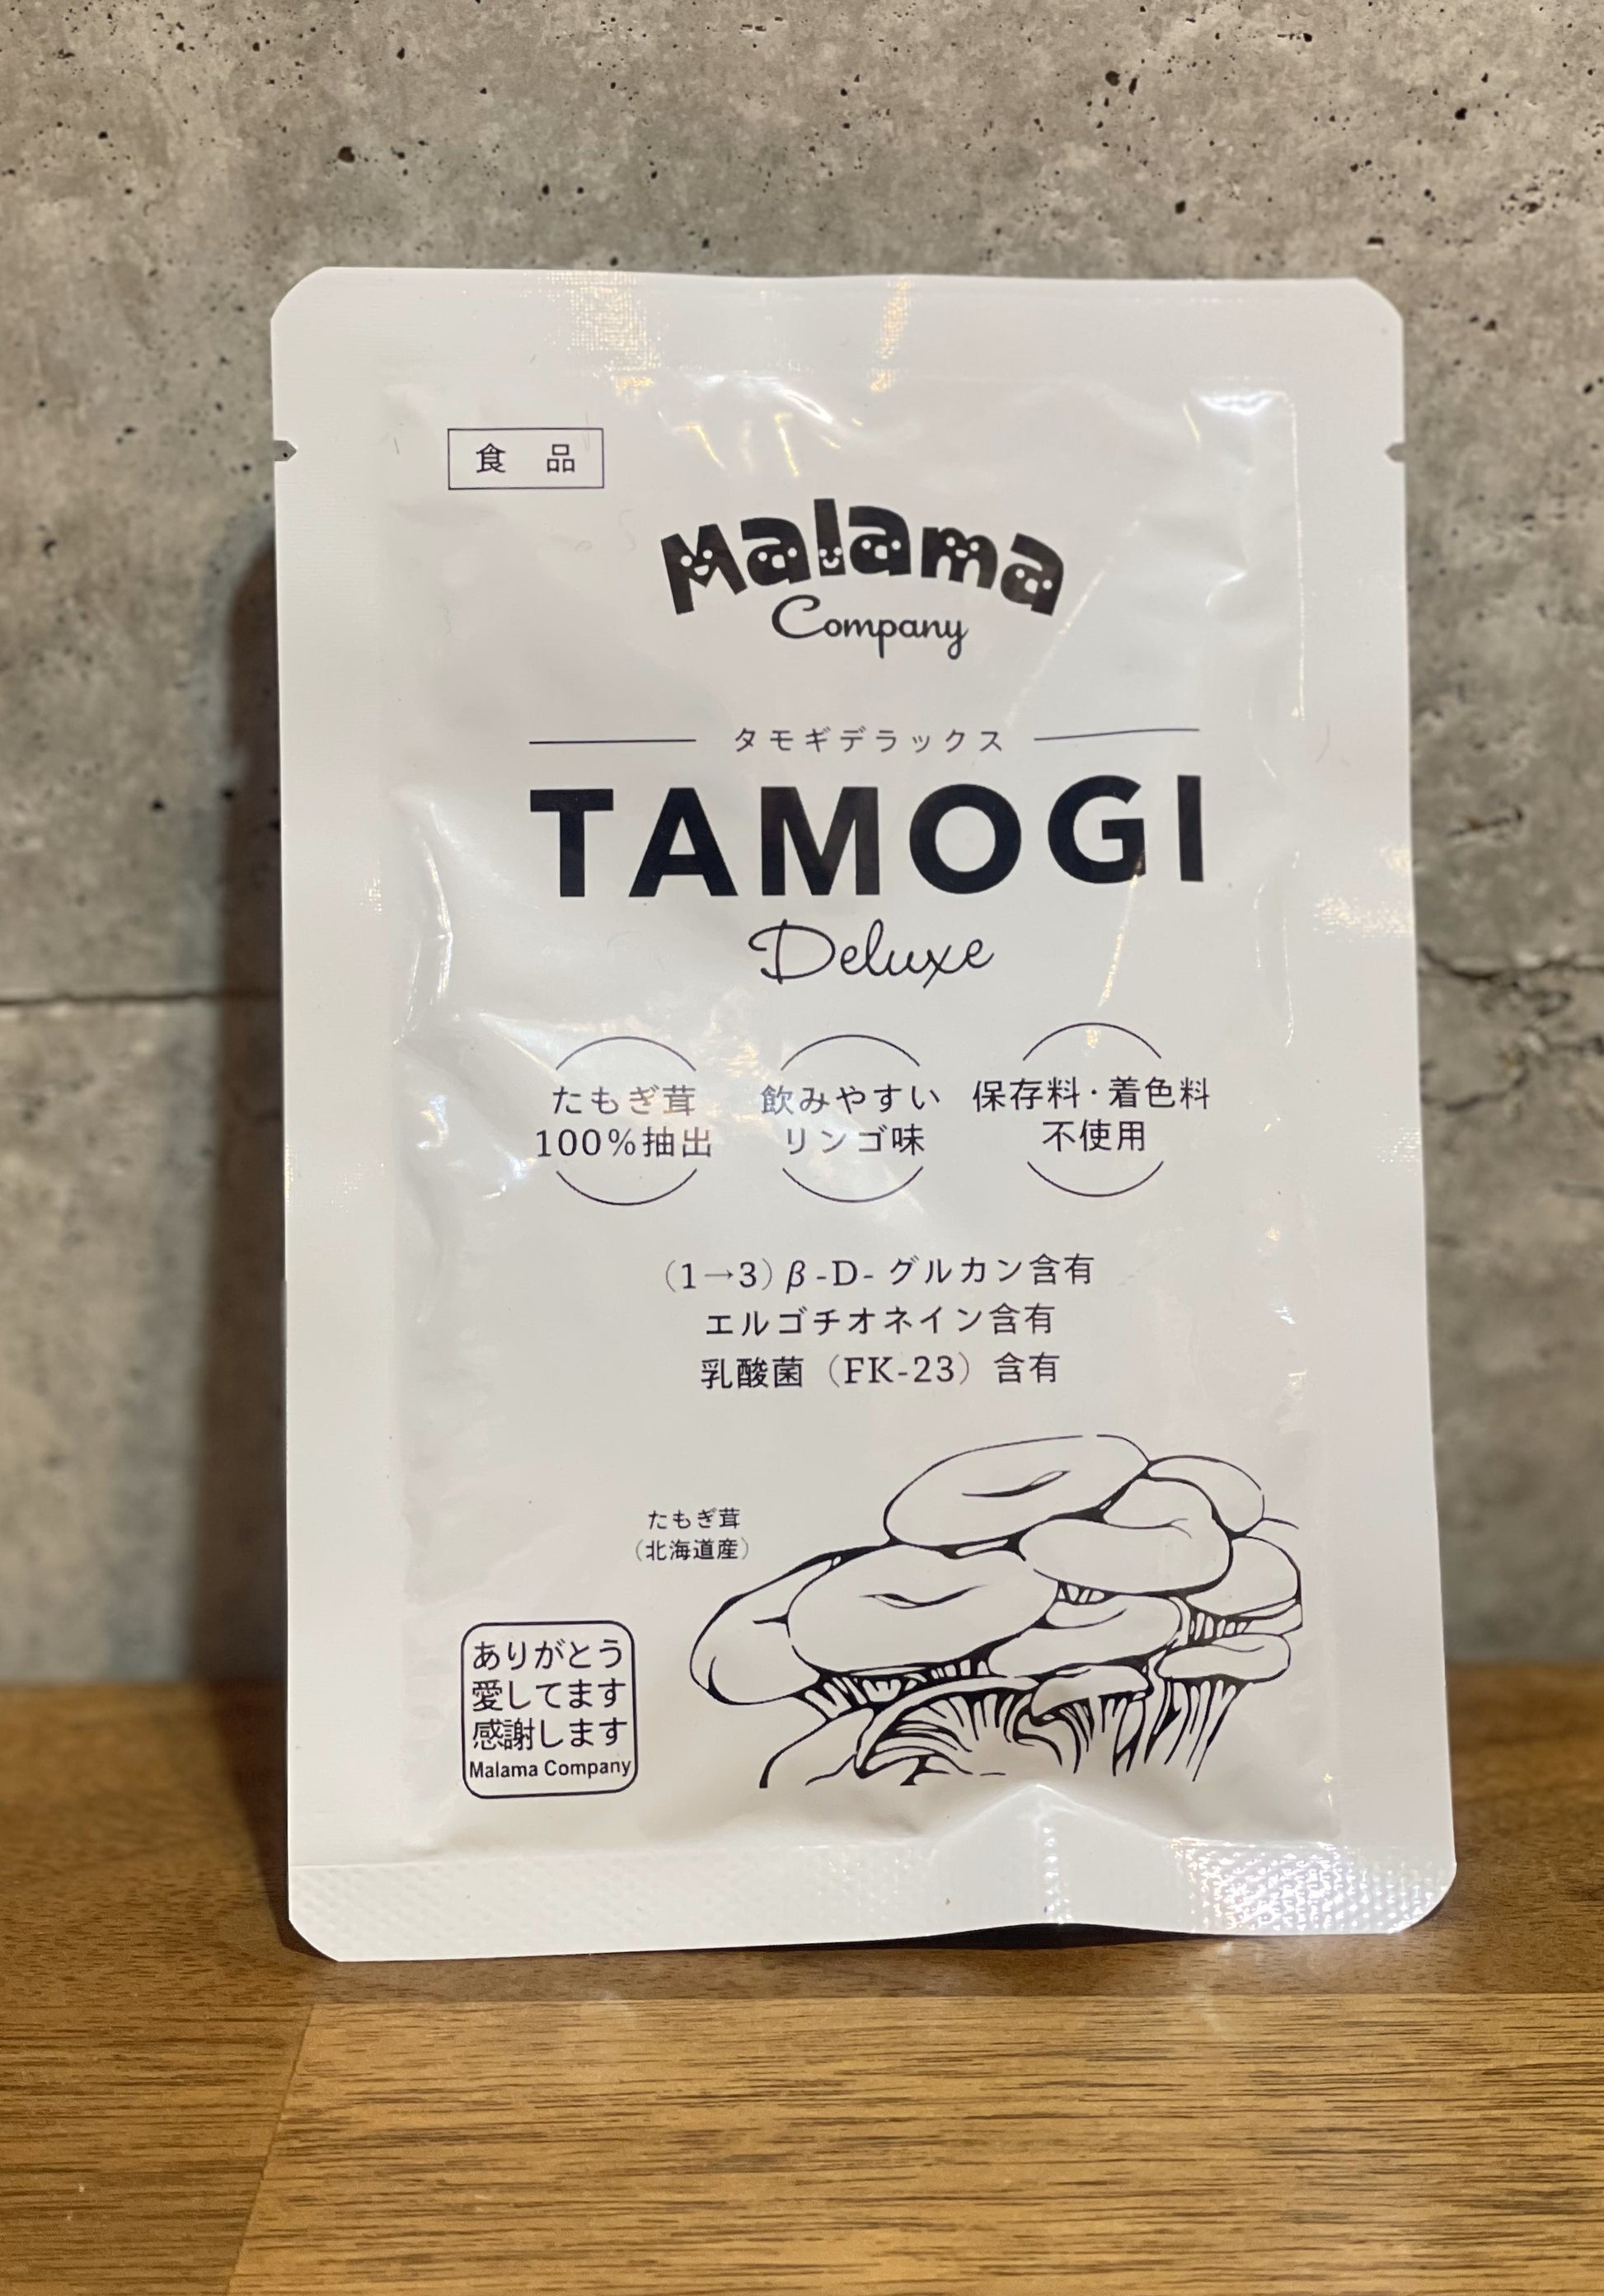 食 品
Malama
Company
タモギデラックス
TAMOGI
Deluxe
たもぎ茸
100%抽出
飲みやすい
リンゴ味
保存料・着色料
不使用
(1→3) β -D- グルカン含有
エルゴチオネイン含有
乳酸菌（FK-23）含有
たもぎ茸
（北海道産）
ありがとう
愛してます
感謝します
Malama Company